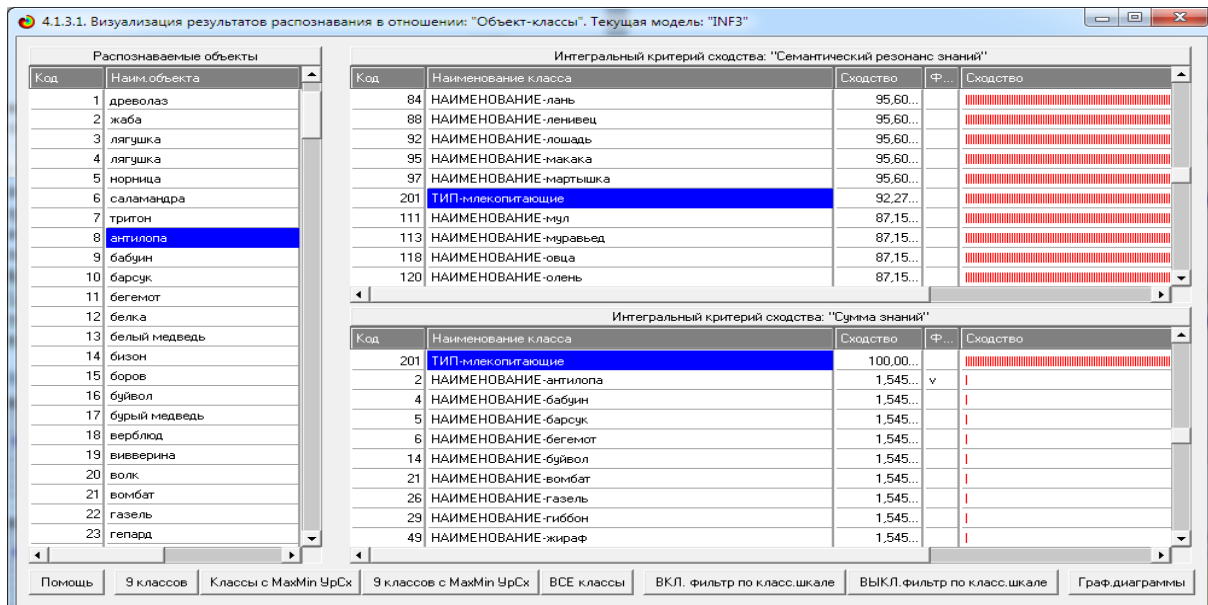 4.1.3.1. Визуализация результатов распознавания в отношении: "Объект-классы". Текущая модель: "INF3"
Распознаваемые объекты
Код Наим.объекта
1 древолаз
2 жаба
3 лягушка
4 лягушка
5 норница
6 саламандра
7 тритон
8 антилопа
9 бабуин
10 барсук
11 бегемот
12 белка
13 белый медведь
14 бизон
15 боров
16 буйвол
17 бурый медведь
18 верблюд
19 вивверина
20 волк
21 вомбат
22 газель
23 гепард
Интегральный критерий сходства: "Семантический резонанс знаний"
Код Наименование класса Сходство Ф... Сходство
84 НАИМЕНОВАНИЕ-лань 95,60...
88 НАИМЕНОВАНИЕ-ленивец 95,60...
92 НАИМЕНОВАНИЕ-лошадь 95,60...
95 НАИМЕНОВАНИЕ-макака 95,60...
97 НАИМЕНОВАНИЕ-мартышка 95,60...
201 ТИП-млекопитающие 92,27...
111 НАИМЕНОВАНИЕ-мул 87,15...
113 НАИМЕНОВАНИЕ-муравьед 87,15...
118 НАИМЕНОВАНИЕ-овца 87,15...
120 НАИМЕНОВАНИЕ-олень 87,15...
Интегральный критерий сходства: "Сумма знаний"
Код Наименование класса Сходство Ф... Сходство
201 ТИП-млекопитающие 100,00...
2 НАИМЕНОВАНИЕ-антилопа 1,545... v
4 НАИМЕНОВАНИЕ-бабуин 1,545...
5 НАИМЕНОВАНИЕ-барсук 1,545...
6 НАИМЕНОВАНИЕ-бегемот 1,545...
14 НАИМЕНОВАНИЕ-буйвол 1,545...
21 НАИМЕНОВАНИЕ-вомбат 1,545...
26 НАИМЕНОВАНИЕ-газель 1,545...
29 НАИМЕНОВАНИЕ-гиббон 1,545...
49 НАИМЕНОВАНИЕ-жираф 1,545...
Помощь 9 классов Классы с MaxMin УрСх 9 классов с MaxMin УрСх ВСЕ классы ВКЛ. фильтр по класс.шкале ВЫКЛ.фильтр по класс.шкале Граф.диаграммы